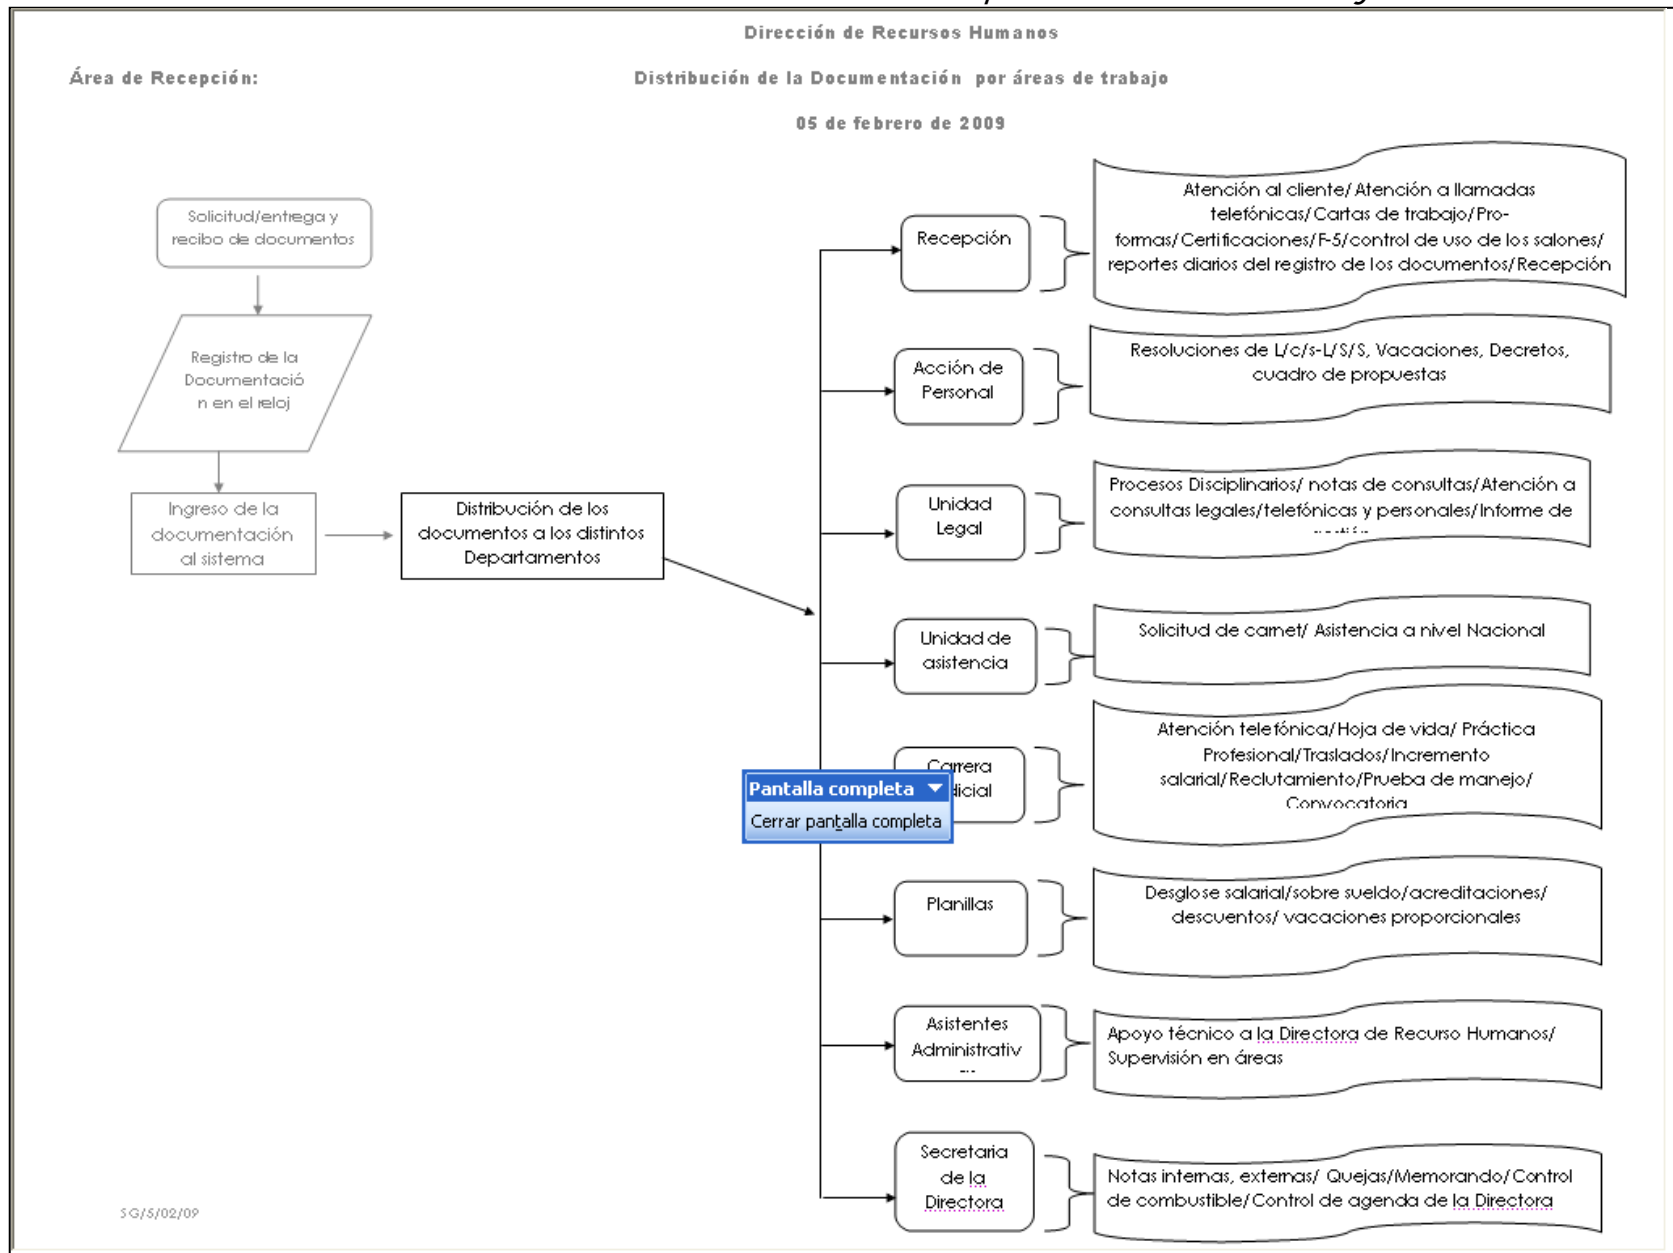 Dirección de Recursos Humanos
Área de Recepción:
Distribución de la Documentación por áreas de trabajo
05 de febrero de 2009
Solicitud/entrega y
recibo de documentos
Registro de la
Documentació
n en el reloj
Ingreso de la
documentación
al sistema
Distribución de los
documentos a los distintos
Departamentos
Recepción
Atención al cliente/ Atención a llamadas
telefónicas/ Cartas de trabajo/ Pro-
formas/ Certificaciones/ F-5/control de uso de los salones/
reportes diarios del registro de los documentos/ Recepción
Acción de
Personal
Resoluciones de L/c/s-L/S/S, Vacaciones, Decretos,
cuadro de propuestas
Unidad
Legal
Procesos Disciplinarios/ notas de consultas/ Atención a
consultas legales/telefónicas y personales/Informe de
Unidad de
asistencia
Solicitud de carnet/ Asistencia a nivel Nacional
Carrera
dicial
Atención telefónica/ Hoja de vida/ Práctica
Profesional/Traslados/Incremento
salarial/ Reclutamiento/Prueba de manejo/
Convocatoria
Pantalla completa
Cerrar pantalla completa
Planillas
Desglose salarial/sobre sueldo/acreditaciones/
descuentos/ vacaciones proporcionales
Asistentes
Administrativ
Apoyo técnico a la Directora de Recurso Humanos/
Supervisión en áreas
Secretaria
de la
Directora
Notas internas, externas/ Quejas/Memorando/ Control
de combustible/ Control de agenda de la Directora
SG/5/02/09